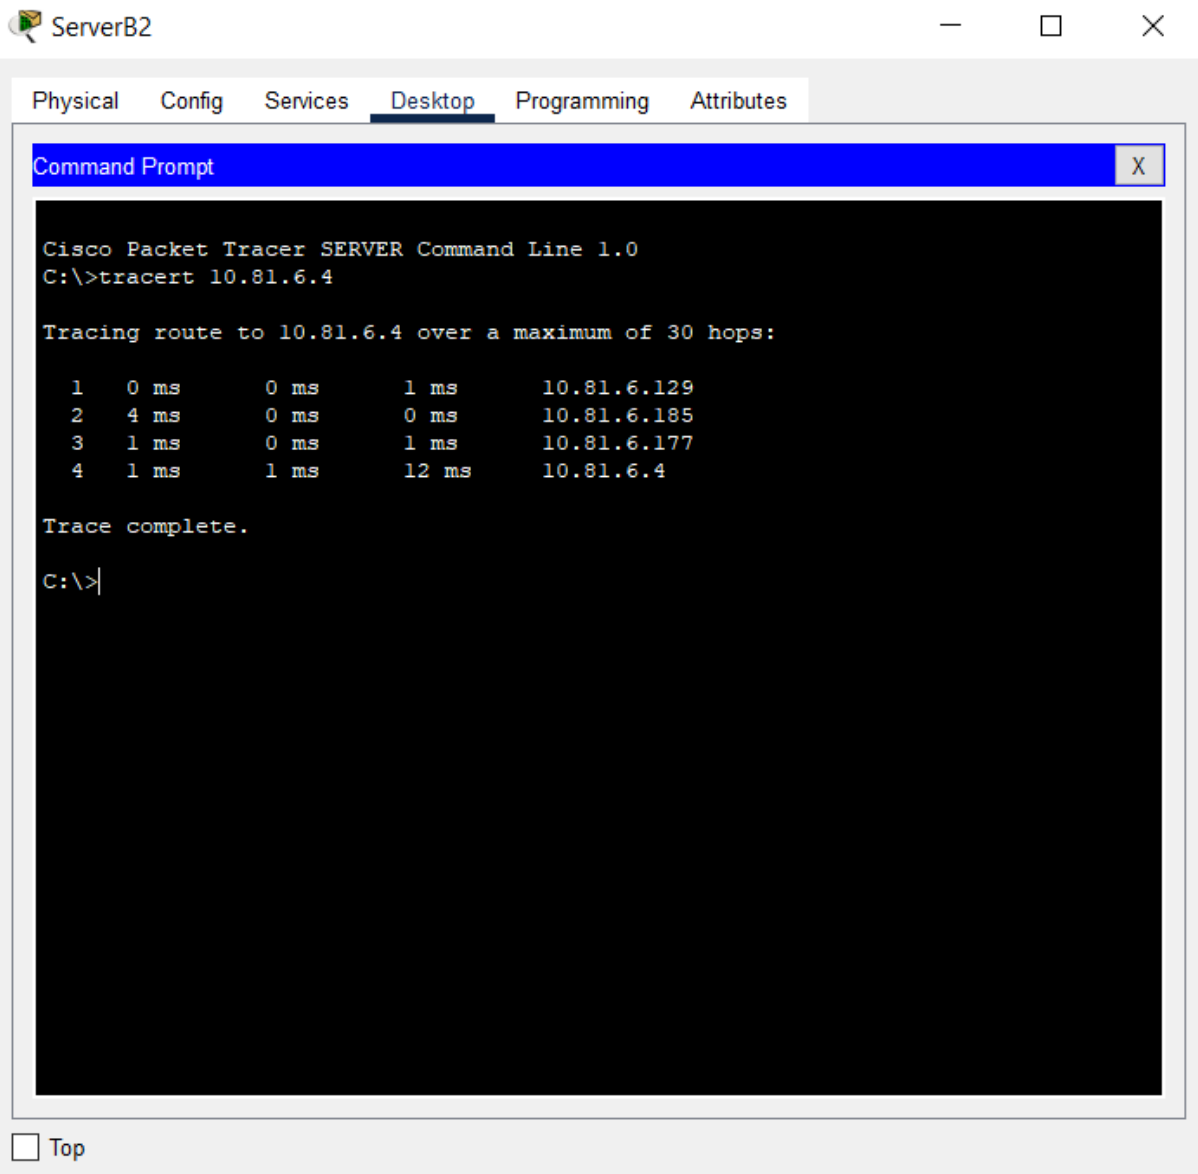 ServerB2
Physical Config Services Desktop Programming Attributes
Command Prompt X
Cisco Packet Tracer SERVER Command Line 1.0
C:\>tracert 10.81.6.4
Tracing route to 10.81.6.4 over a maximum of 30 hops:
1 0 ms 0 ms 1 ms 10.81.6.129
2 4 ms 0 ms 0 ms 10.81.6.185
3 1 ms 0 ms 1 ms 10.81.6.177
4 1 ms 1 ms 12 ms 10.81.6.4
Trace complete.
C:\>
Top